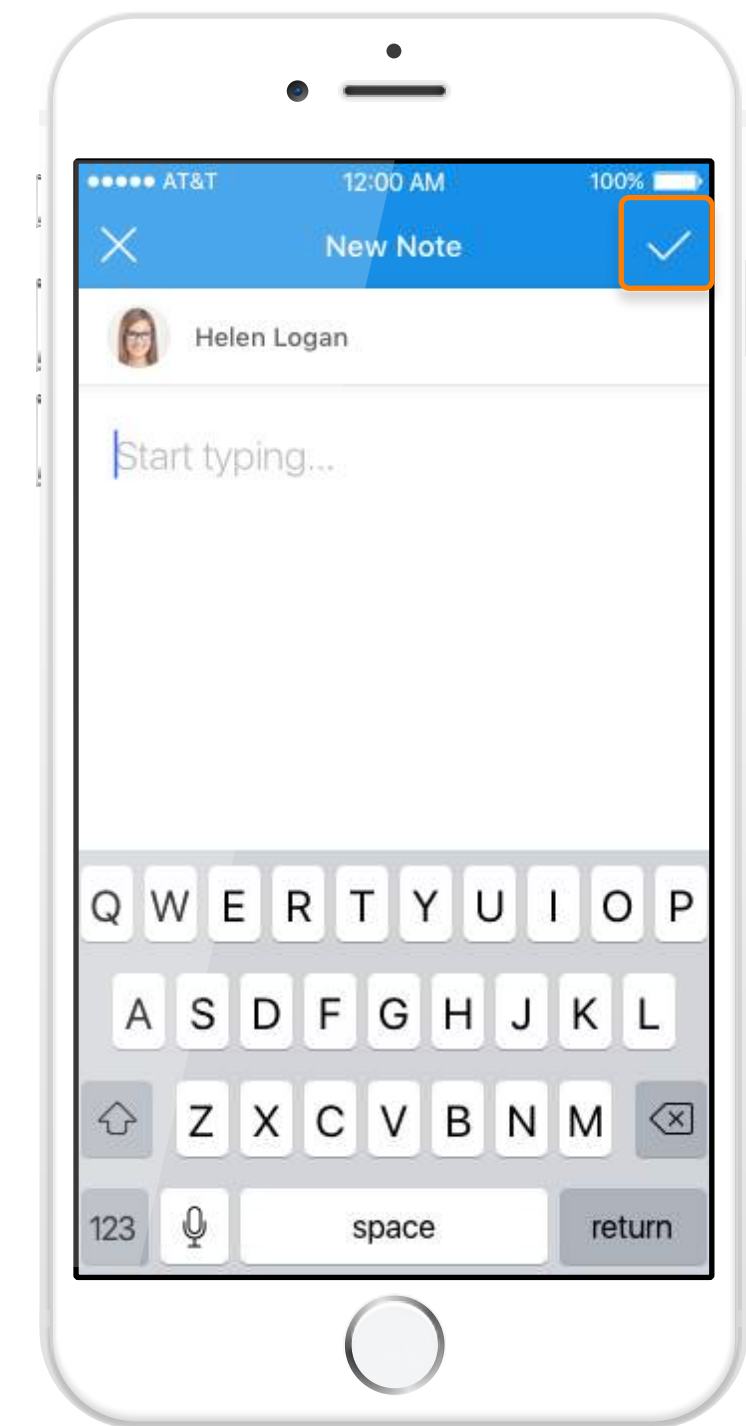 AT&T 12:00 AM 100%
New Note
Helen Logan
Start typing...
Q W E R T Y U I O P
A S D F G H J K L
Z X C V B N M
123 space return